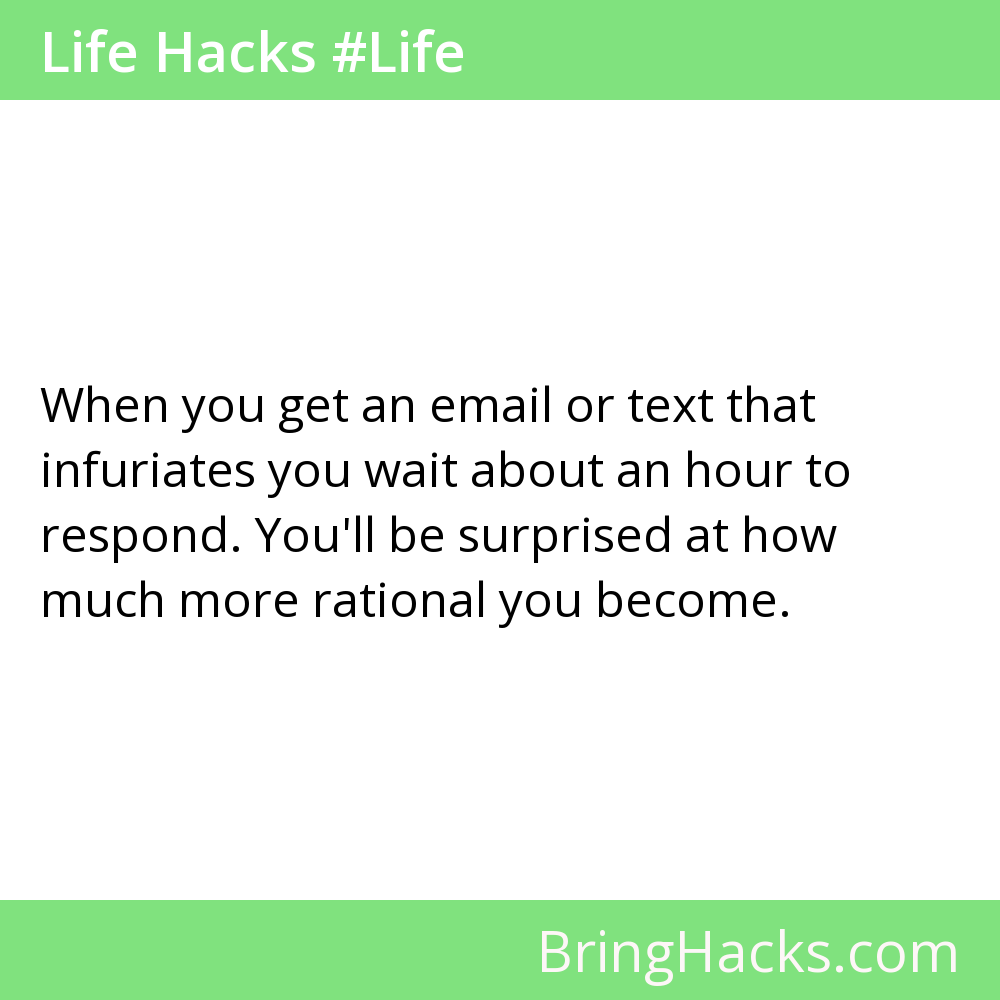 Life Hacks #Life
When you get an email or text that
infuriates you wait about an hour to
respond. You'll be surprised at how
much more rational you become.
BringHacks.com